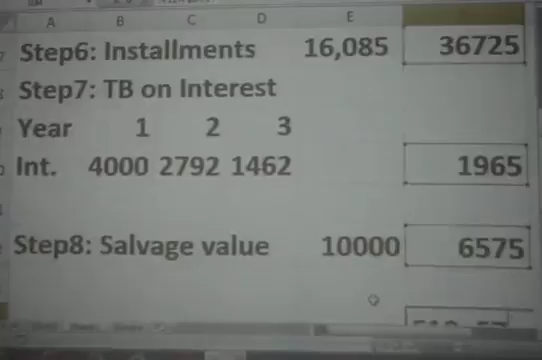 A B C D E
Step6: Installments 16,085 36725
Step7: TB on Interest
Year 1 2 3
Int. 4000 2792 1462 1965
Step8: Salvage value 10000 6575